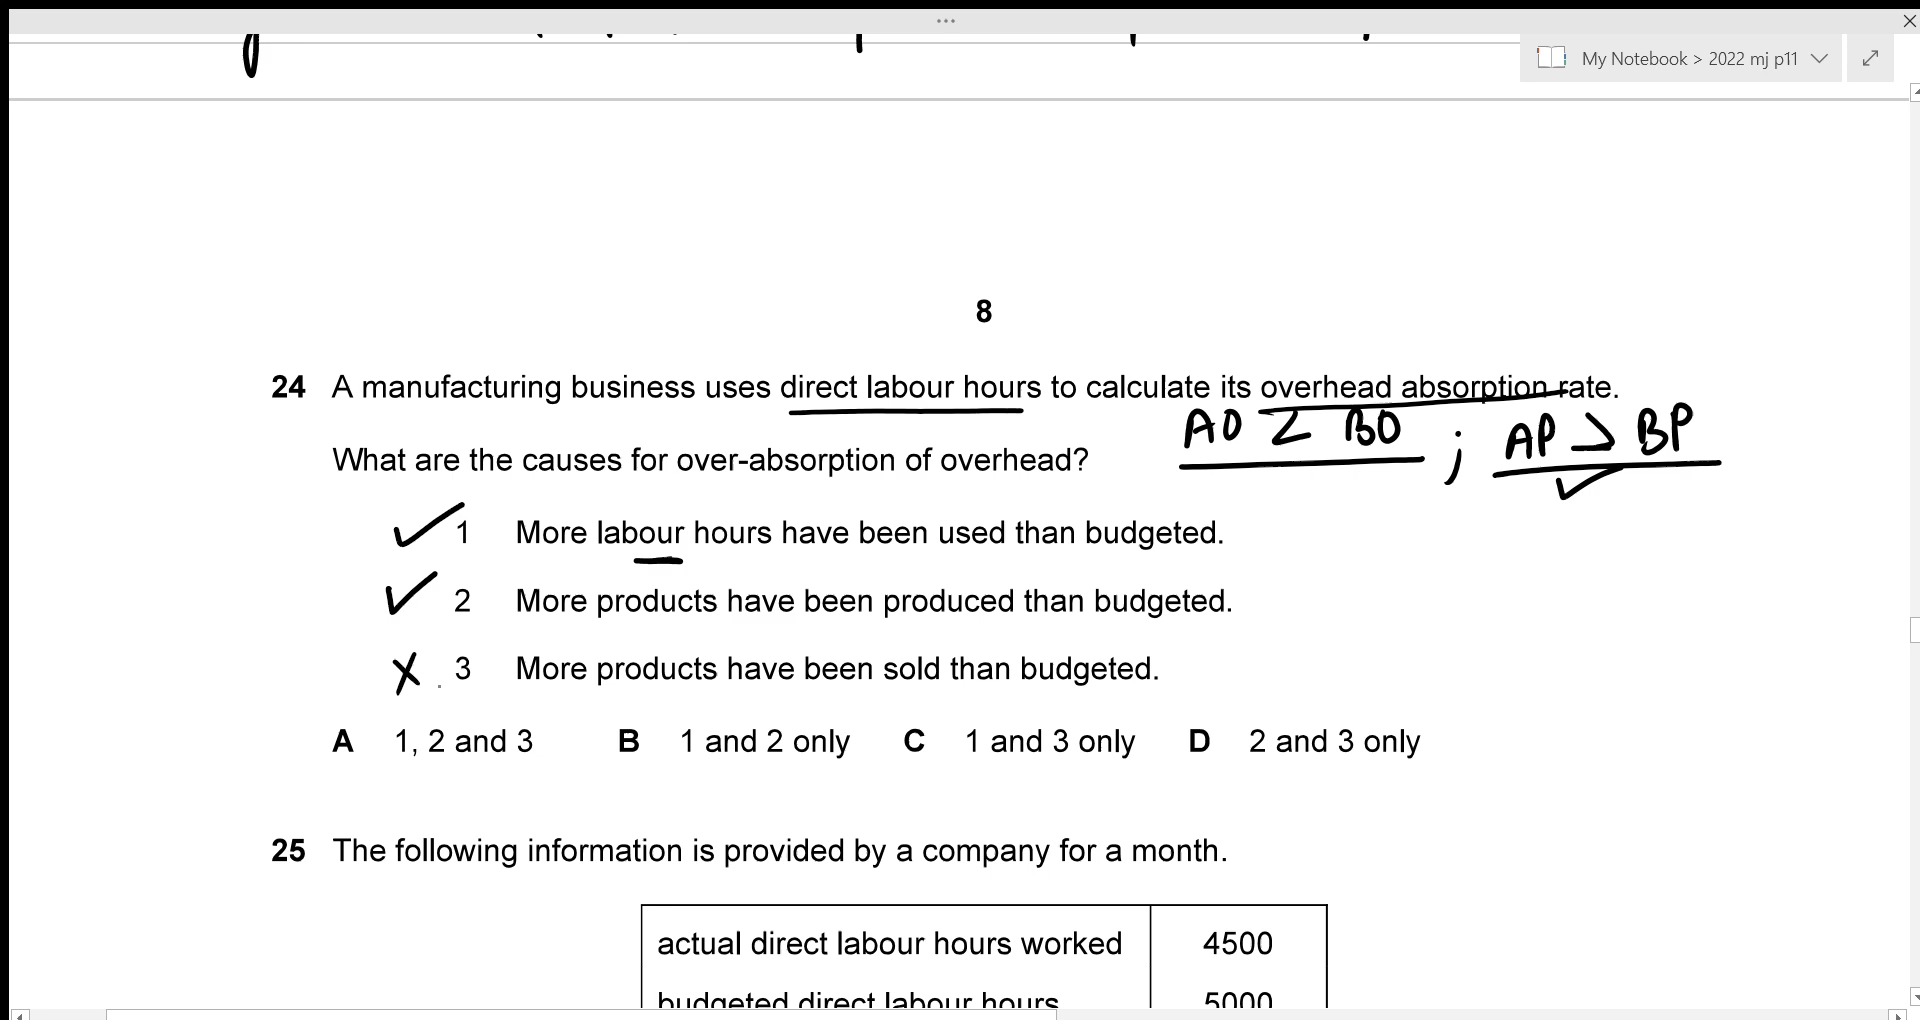 My Notebook > 2022 mj p11
8
24 A manufacturing business uses direct labour hours to calculate its overhead absorption rate.
AO < BO ; AP > BP
What are the causes for over-absorption of overhead?
1 More labour hours have been used than budgeted.
2 More products have been produced than budgeted.
3 More products have been sold than budgeted.
A 1, 2 and 3 B 1 and 2 only C 1 and 3 only D 2 and 3 only
25 The following information is provided by a company for a month.
actual direct labour hours worked 4500
budgeted direct labour hours 5000